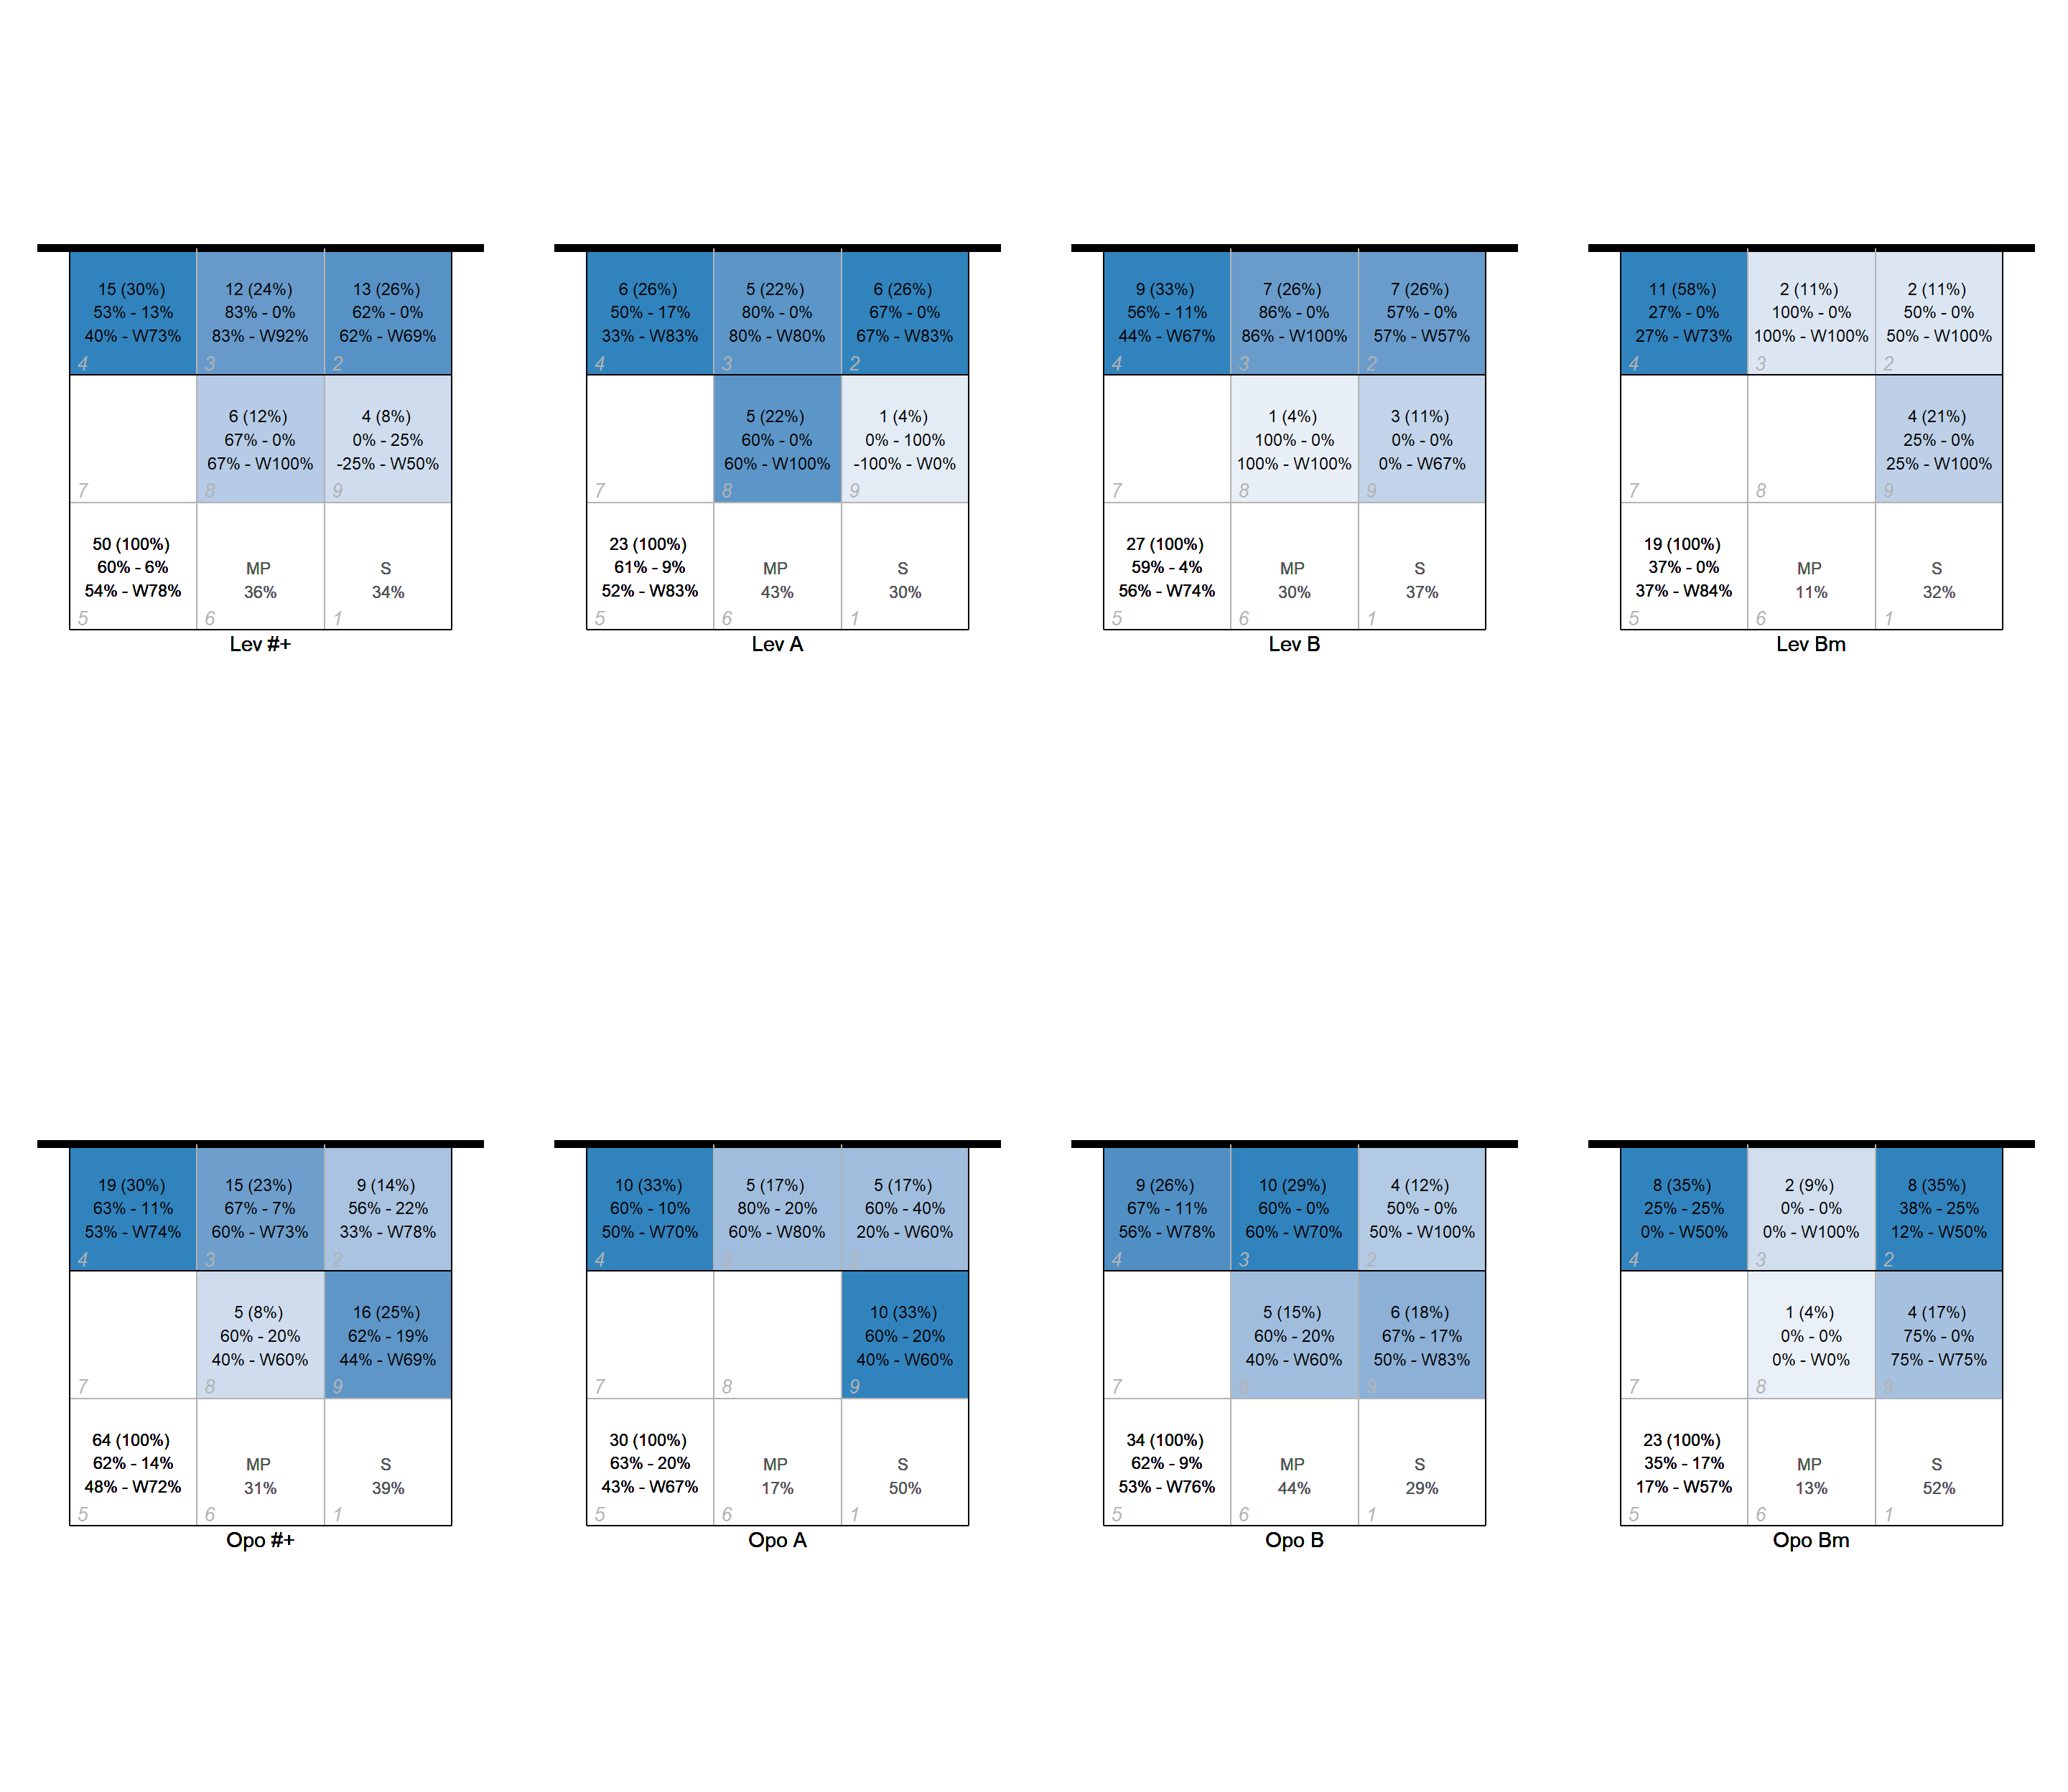 15 (30%)
53% - 13%
40% - W73%
4
12 (24%)
83% - 0%
83% - W92%
3
13 (26%)
62% - 0%
62% - W69%
2
7
6 (12%)
67% - 0%
67% - W100%
8
4 (8%)
0% - 25%
-25% - W50%
9
50 (100%)
60% - 6%
54% - W78%
5
MP
36%
6
S
34%
1
Lev #+
6 (26%)
50% - 17%
33% - W83%
4
5 (22%)
80% - 0%
80% - W80%
3
6 (26%)
67% - 0%
67% - W83%
2
7
5 (22%)
60% - 0%
60% - W100%
8
1 (4%)
0% - 100%
-100% - W0%
9
23 (100%)
61% - 9%
52% - W83%
5
MP
43%
6
S
30%
1
Lev A
9 (33%)
56% - 11%
44% - W67%
4
7 (26%)
86% - 0%
86% - W100%
3
7 (26%)
57% - 0%
57% - W57%
2
7
1 (4%)
100% - 0%
100% - W100%
8
3 (11%)
0% - 0%
0% - W67%
9
27 (100%)
59% - 4%
56% - W74%
5
MP
30%
6
S
37%
1
Lev B
11 (58%)
27% - 0%
27% - W73%
4
2 (11%)
100% - 0%
100% - W100%
3
2 (11%)
50% - 0%
50% - W100%
2
7
8
4 (21%)
25% - 0%
25% - W100%
9
19 (100%)
37% - 0%
37% - W84%
5
MP
11%
6
S
32%
1
Lev Bm
19 (30%)
63% - 11%
53% - W74%
4
15 (23%)
67% - 7%
60% - W73%
3
9 (14%)
56% - 22%
33% - W78%
2
7
5 (8%)
60% - 20%
40% - W60%
8
16 (25%)
62% - 19%
44% - W69%
9
64 (100%)
62% - 14%
48% - W72%
5
MP
31%
6
S
39%
1
Opo #+
10 (33%)
60% - 10%
50% - W70%
4
5 (17%)
80% - 20%
60% - W80%
3
5 (17%)
60% - 40%
20% - W60%
2
7
8
10 (33%)
60% - 20%
40% - W60%
9
30 (100%)
63% - 20%
43% - W67%
5
MP
17%
6
S
50%
1
Opo A
9 (26%)
67% - 11%
56% - W78%
4
10 (29%)
60% - 0%
60% - W70%
3
4 (12%)
50% - 0%
50% - W100%
2
7
5 (15%)
60% - 20%
40% - W60%
8
6 (18%)
67% - 17%
50% - W83%
9
34 (100%)
62% - 9%
53% - W76%
5
MP
44%
6
S
29%
1
Opo B
8 (35%)
25% - 25%
0% - W50%
4
2 (9%)
0% - 0%
0% - W100%
3
8 (35%)
38% - 25%
12% - W50%
2
7
1 (4%)
0% - 0%
0% - W0%
8
4 (17%)
75% - 0%
75% - W75%
9
23 (100%)
35% - 17%
17% - W57%
5
MP
13%
6
S
52%
1
Opo Bm